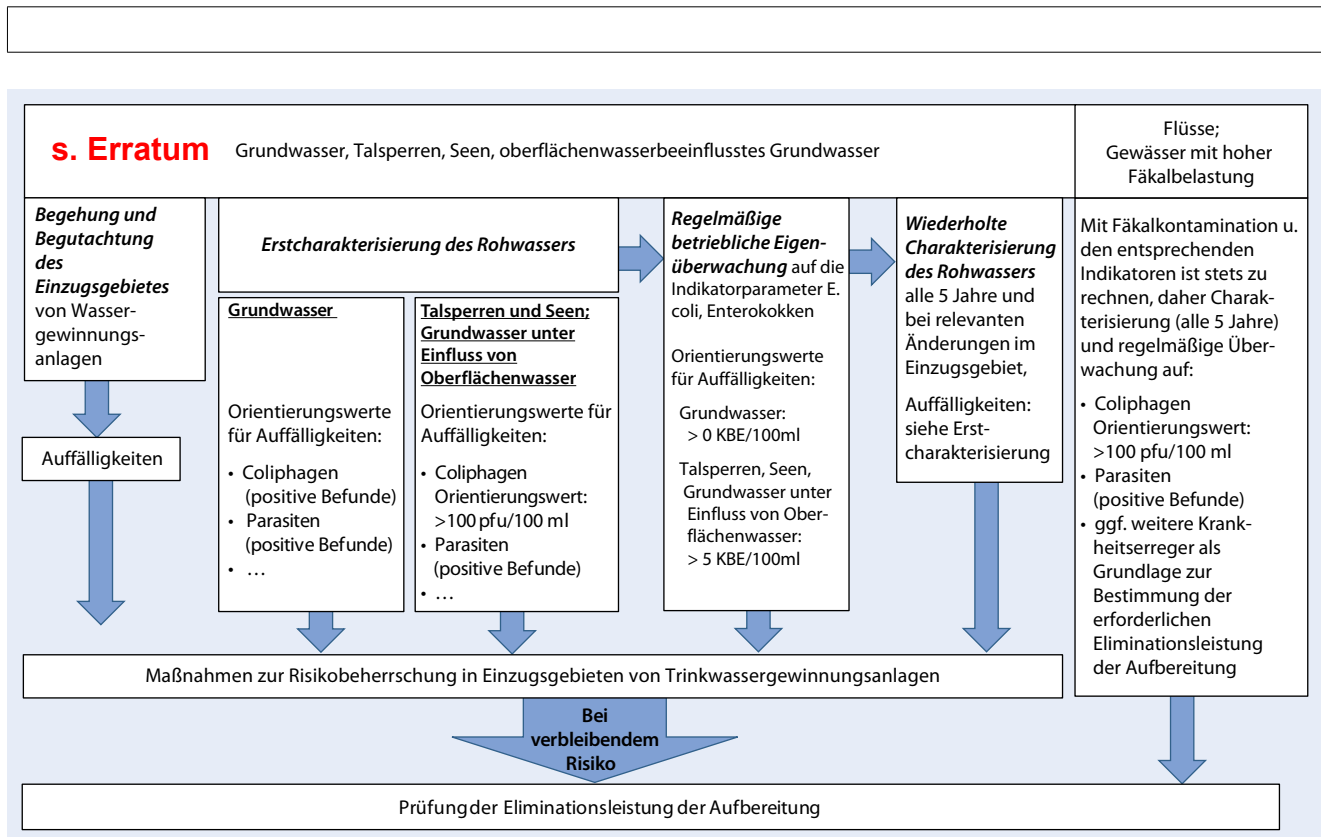 s. Erratum
Grundwasser, Talsperren, Seen, oberflächenwasserbeeinflusstes Grundwasser
Flüsse;
Gewässer mit hoher
Fäkalbelastung
Begehung und
Begutachtung
des
Einzugsgebietes
von Wasser-
gewinnungs-
anlagen
Auffälligkeiten
Erstcharakterisierung des Rohwassers
Grundwasser
Orientierungswerte
für Auffälligkeiten:
• Coliphagen
(positive Befunde)
• Parasiten
(positive Befunde)
• …
Talsperren und Seen;
Grundwasser unter
Einfluss von
Oberflächenwasser
Orientierungswerte für
Auffälligkeiten:
• Coliphagen
Orientierungswert:
>100 pfu/100 ml
• Parasiten
(positive Befunde)
• …
Regelmäßige
betriebliche Eigen-
überwachung auf die
Indikatorparameter E.
coli, Enterokokken
Orientierungswerte
für Auffälligkeiten:
Grundwasser:
> 0 KBE/100ml
Talsperren, Seen,
Grundwasser unter
Einfluss von Ober-
flächenwasser:
> 5 KBE/100ml
Wiederholte
Charakterisierung
des Rohwassers
alle 5 Jahre und
bei relevanten
Änderungen im
Einzugsgebiet,
Auffälligkeiten:
siehe Erst-
charakterisierung
Mit Fäkalkontamination u.
den entsprechenden
Indikatoren ist stets zu
rechnen, daher Charak-
terisierung (alle 5 Jahre)
und regelmäßige Über-
wachung auf:
• Coliphagen
Orientierungswert:
>100 pfu/100 ml
• Parasiten
(positive Befunde)
• ggf. weitere Krank-
heitserreger als
Grundlage zur
Bestimmung der
erforderlichen
Eliminationsleistung
der Aufbereitung
Maßnahmen zur Risikobeherrschung in Einzugsgebieten von Trinkwassergewinnungsanlagen
Bei
verbleibendem
Risiko
Prüfung der Eliminationsleistung der Aufbereitung